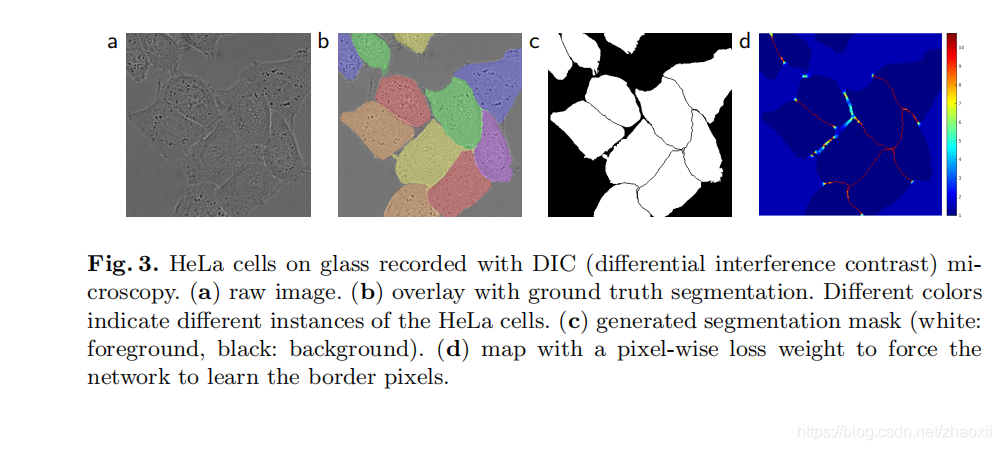 a b c d
10
9
8
7
6
5
4
3
2
1
Fig. 3. HeLa cells on glass recorded with DIC (differential interference contrast) mi-
croscopy. (a) raw image. (b) overlay with ground truth segmentation. Different colors
indicate different instances of the HeLa cells. (c) generated segmentation mask (white:
foreground, black: background). (d) map with a pixel-wise loss weight to force the
network to learn the border pixels.
https://blog.csdn.net/zhaoxii